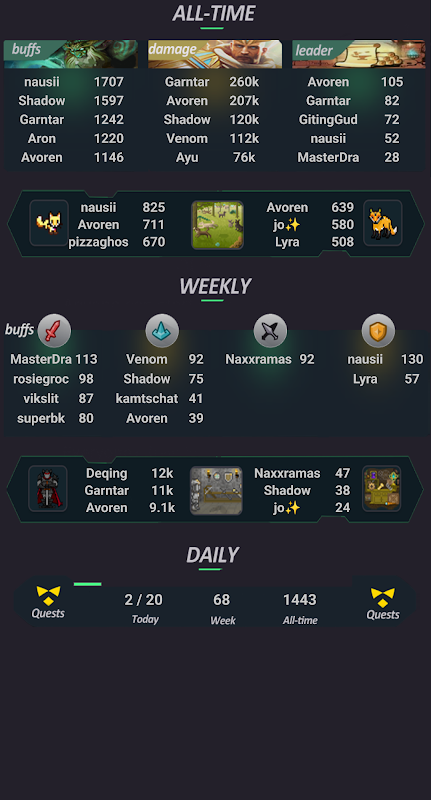 ALL-TIME
buffs damage leader
nausii 1707 Garntar 260k Avoren 105
Shadow 1597 Avoren 207k Garntar 82
Garntar 1242 Shadow 120k GitingGud 72
Aron 1220 Venom 112k nausii 52
Avoren 1146 Ayu 76k MasterDra 28
nausii 825 Avoren 639
Avoren 711 jo✨ 580
pizzaghos 670 Lyra 508
WEEKLY
buffs
MasterDra 113 Venom 92 Naxxramas 92 nausii 130
rosiegroc 98 Shadow 75 Lyra 57
vikslit 87 kamtschat 41
superbk 80 Avoren 39
Deqing 12k Naxxramas 47
Garntar 11k Shadow 38
Avoren 9.1k jo✨ 24
DAILY
2 / 20 68 1443
Quests Today Week All-time Quests